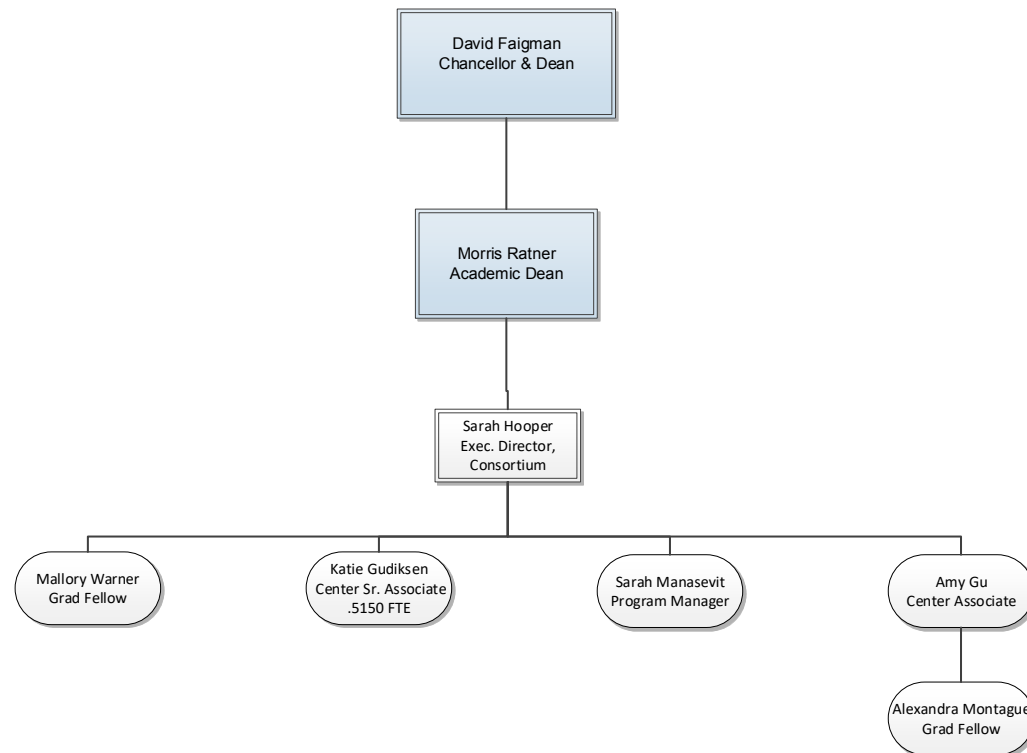 David Faigman
Chancellor & Dean
Morris Ratner
Academic Dean
Sarah Hooper
Exec. Director,
Consortium
Mallory Warner
Grad Fellow
Katie Gudiksen
Center Sr. Associate
.5150 FTE
Sarah Manasevit
Program Manager
Amy Gu
Center Associate
Alexandra Montague
Grad Fellow